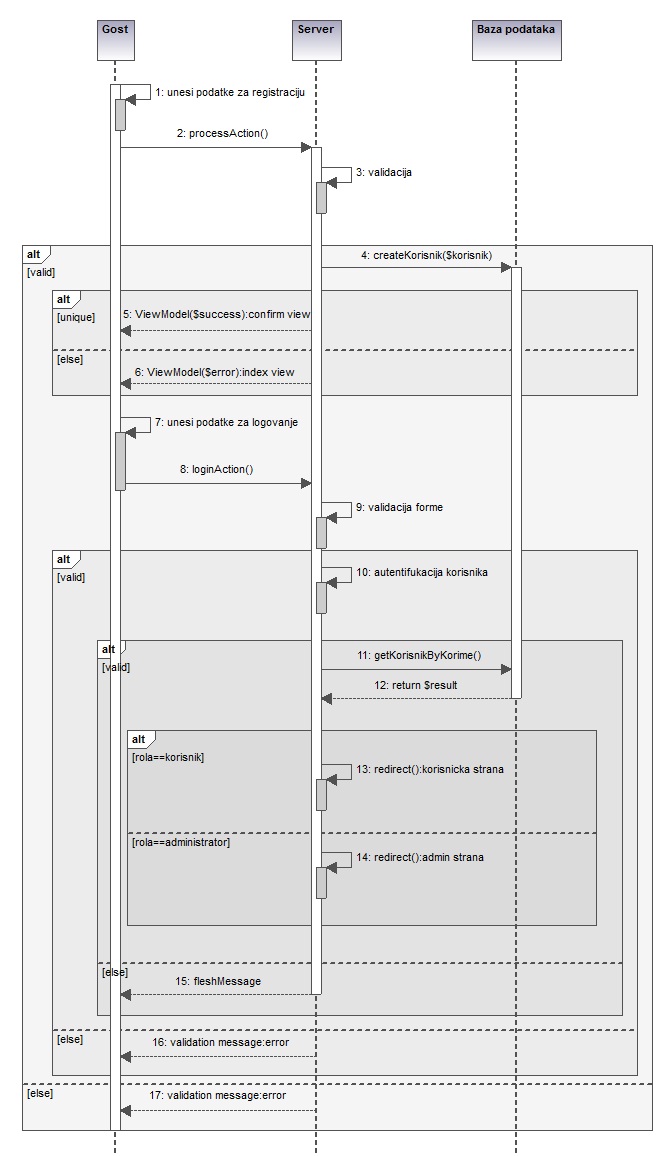 Gost
Server
Baza podataka
1: unesi podatke za registraciju
2: processAction()
3: validacija
alt
[valid]
4: createKorisnik($korisnik)
alt
[unique]
5: ViewModel($success):confirm view
[else]
6: ViewModel($error):index view
7: unesi podatke za logovanje
8: loginAction()
9: validacija forme
alt
[valid]
10: autentifukacija korisnika
alt
[valid]
11: getKorisnikByKorime()
12: return $result
alt
[rola==korisnik]
13: redirect():korisnicka strana
[rola==administrator]
14: redirect():admin strana
[else]
15: fleshMessage
[else]
16: validation message:error
[else]
17: validation message:error